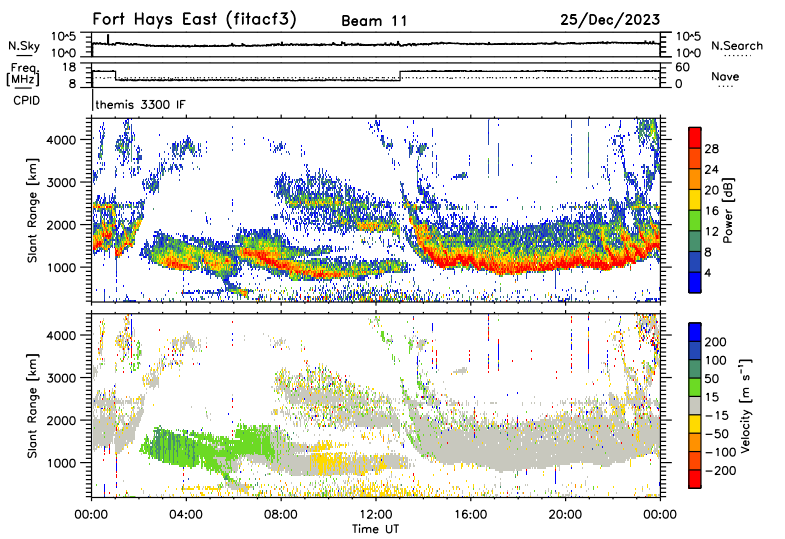 Fort Hays East (fitacf3) Beam 11 25/Dec/2023
N.Sky 10^5 10^0 10^5 10^0 N.Search
Freq. [MHz] 18 8 60 0 Nave
CPID themis 3300 IF
Slant Range [km]
4000
3000
2000
1000
Power [dB]
28
24
20
16
12
8
4
Slant Range [km]
4000
3000
2000
1000
Velocity [m s⁻¹]
200
100
50
15
−15
−50
−100
−200
00:00 04:00 08:00 12:00 16:00 20:00 00:00
Time UT